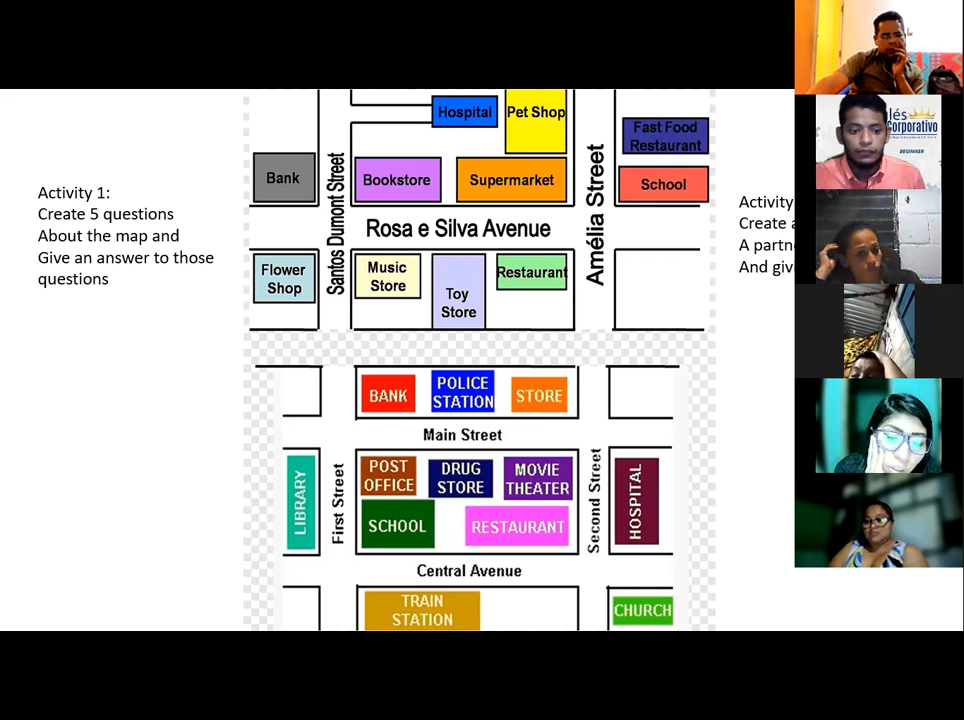 Activity 1:
Create 5 questions
About the map and
Give an answer to those
questions
Hospital
Pet Shop
Fast Food
Restaurant
Bank
Bookstore
Supermarket
School
Santos Dumont Street
Amélia Street
Rosa e Silva Avenue
Flower
Shop
Music
Store
Toy
Store
Restaurant
BANK
POLICE
STATION
STORE
Main Street
LIBRARY
First Street
POST
OFFICE
DRUG
STORE
MOVIE
THEATER
SCHOOL
RESTAURANT
Second Street
HOSPITAL
Central Avenue
TRAIN
STATION
CHURCH
Activity
Create
A
And
lés
Corporativo
BEGINNER